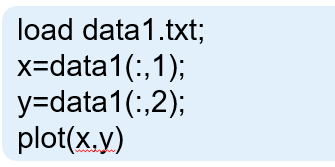 load data1.txt;
x=data1(:,1);
y=data1(:,2);
plot(x,y)